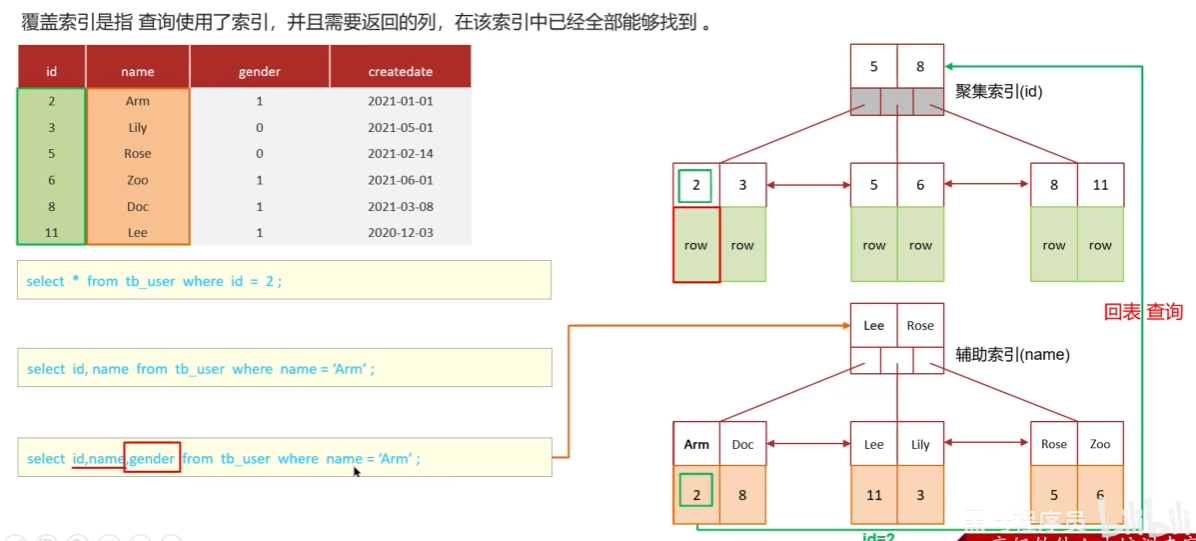 覆盖索引是指 查询使用了索引，并且需要返回的列，在该索引中已经全部能够找到 。
id name gender createdate
2 Arm 1 2021-01-01
3 Lily 0 2021-05-01
5 Rose 0 2021-02-14
6 Zoo 1 2021-06-01
8 Doc 1 2021-03-08
11 Lee 1 2020-12-03
select * from tb_user where id = 2 ;
select id, name from tb_user where name = ‘Arm’ ;
select id,name,gender from tb_user where name = ‘Arm’ ;
5 8
聚集索引(id)
2 3 5 6 8 11
row row row row row row
回表 查询
Lee Rose
辅助索引(name)
Arm Doc Lee Lily Rose Zoo
2 8 11 3 5 6
id=2
bilibili